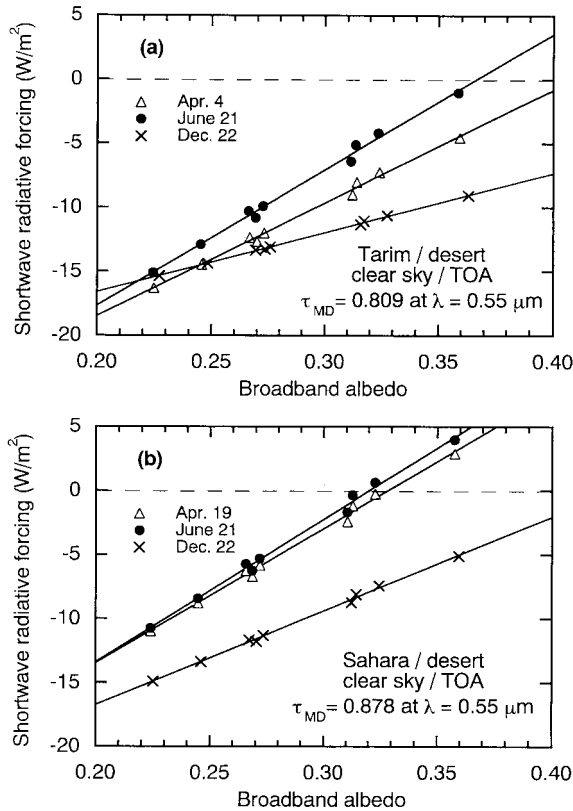 (a)
Shortwave radiative forcing (W/m²)
5
0
-5
-10
-15
-20
△ Apr. 4
● June 21
× Dec. 22
Tarim / desert
clear sky / TOA
τMD= 0.809 at λ = 0.55 μm
0.20 0.25 0.30 0.35 0.40
Broadband albedo
(b)
Shortwave radiative forcing (W/m²)
5
0
-5
-10
-15
-20
△ Apr. 19
● June 21
× Dec. 22
Sahara / desert
clear sky / TOA
τMD= 0.878 at λ = 0.55 μm
0.20 0.25 0.30 0.35 0.40
Broadband albedo